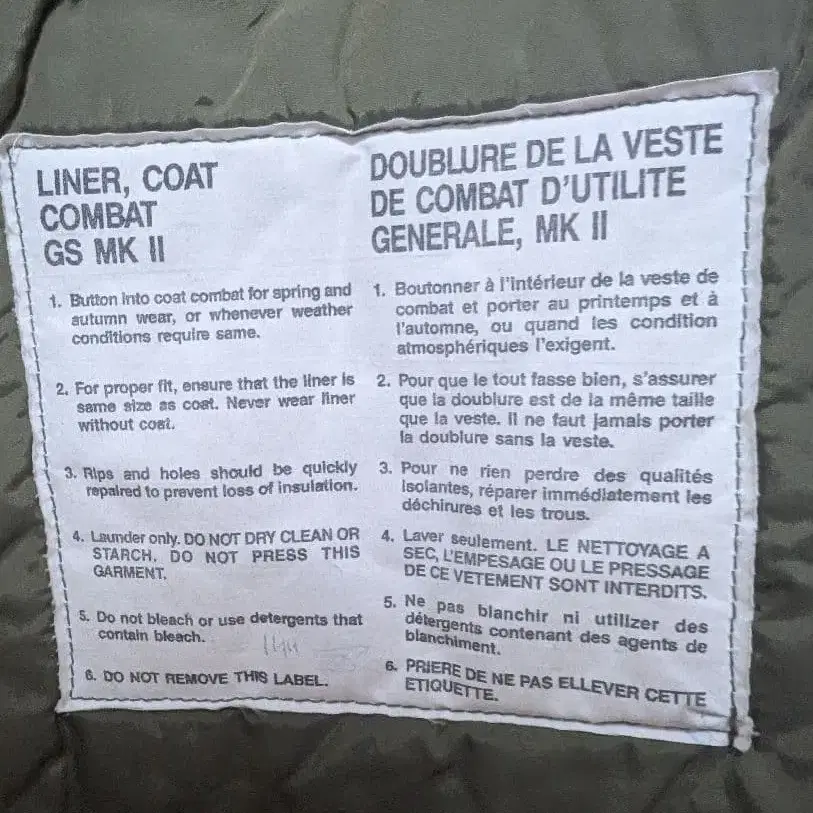 LINER, COAT
COMBAT
GS MK II
1. Button into coat combat for spring and
autumn wear, or whenever weather
conditions require same.
2. For proper fit, ensure that the liner is
same size as coat. Never wear liner
without coat.
3. Rips and holes should be quickly
repaired to prevent loss of insulation.
4. Launder only. DO NOT DRY CLEAN OR
STARCH. DO NOT PRESS THIS
GARMENT.
5. Do not bleach or use detergents that
contain bleach.
6. DO NOT REMOVE THIS LABEL.
DOUBLURE DE LA VESTE
DE COMBAT D'UTILITE
GENERALE, MK II
1. Boutonner à l'intérieur de la veste de
combat et porter au printemps et à
l'automne, ou quand les condition
atmosphériques l'exigent.
2. Pour que le tout fasse bien, s'assurer
que la doublure est de la même taille
que la veste. Il ne faut jamais porter
la doublure sans la veste.
3. Pour ne rien perdre des qualités
isolantes, réparer immédiatement les
déchirures et les trous.
4. Laver seulement. LE NETTOYAGE A
SEC, L'EMPESAGE OU LE PRESSAGE
DE CE VETEMENT SONT INTERDITS.
5. Ne pas blanchir ni utilizer des
détergents contenant des agents de
blanchiment.
6. PRIERE DE NE PAS ELLEVER CETTE
ETIQUETTE.